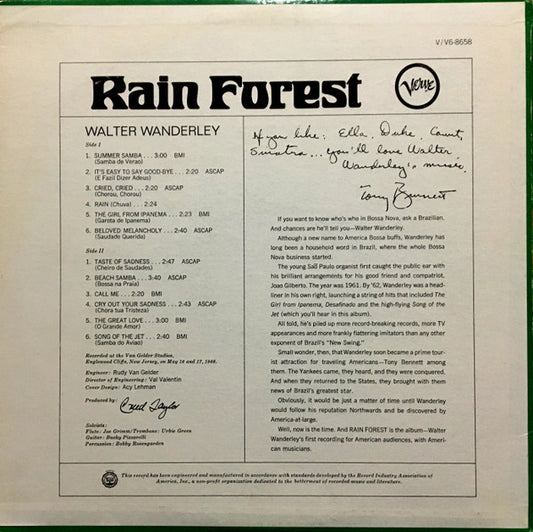 V/V6-8658
Rain Forest
Verve
WALTER WANDERLEY
Side I
1. SUMMER SAMBA . . . 3:00 BMI
(Samba de Verao)
2. IT'S EASY TO SAY GOOD-BYE . . . 2:20 ASCAP
(E Fazil Dizer Adeus)
3. CRIED, CRIED . . . 2:20 ASCAP
(Chorou, Chorou)
4. RAIN (Chuva) . . . 2:24
5. THE GIRL FROM IPANEMA . . . 2:23 BMI
(Garota de Ipanema)
6. BELOVED MELANCHOLY . . . 2:40 ASCAP
(Saudade Querida)
Side II
1. TASTE OF SADNESS . . . 2:47 ASCAP
(Cheiro de Saudades)
2. BEACH SAMBA . . . 3:40 ASCAP
(Bossa na Praia)
3. CALL ME . . . 2:20 BMI
4. CRY OUT YOUR SADNESS . . . 2:43 ASCAP
(Chora tua Tristeza)
5. THE GREAT LOVE . . . 3:00 BMI
(O Grande Amor)
6. SONG OF THE JET . . . 2:40 BMI
(Samba do Aviao)
Recorded at the Van Gelder Studios,
Englewood Cliffs, New Jersey, on May 16 and 17, 1966.
Engineer: Rudy Van Gelder
Director of Engineering: Val Valentin
Cover Design: Acy Lehman
Produced by: Creed Taylor
Soloists:
Flute: Joe Grimm/Trombone: Urbie Green
Guitar: Bucky Pizzarelli
Percussion: Bobby Rosengarden
If you like: Ella, Duke, Count,
Sinatra... you'll love Walter
Wanderley's music.
Tony Bennett
If you want to know who's who in Bossa Nova, ask a Brazilian.
And chances are he'll tell you—Walter Wanderley.
Although a new name to America Bossa buffs, Wanderley has
long been a household word in Brazil, where the whole Bossa
Nova business started.
The young Saõ Paulo organist first caught the public ear with
his brilliant arrangements for his good friend and compatriot,
Joao Gilberto. The year was 1961. By '62, Wanderley was a head-
liner in his own right, launching a string of hits that included The
Girl from Ipanema, Desafinado and the high-flying Song of the
Jet (which you'll hear in this album).
All told, he's piled up more record-breaking records, more TV
appearances and more frankly flattering imitators than any other
exponent of Brazil's "New Swing."
Small wonder, then, that Wanderley soon became a prime tour-
ist attraction for traveling Americans—Tony Bennett among
them. The Yankees came, they heard, and they were conquered.
And when they returned to the States, they brought with them
news of Brazil's greatest star.
Obviously, it would be just a matter of time until Wanderley
would follow his reputation Northwards and be discovered by
America-at-large.
Well, now is the time. And RAIN FOREST is the album—Walter
Wanderley's first recording for American audiences, with Ameri-
can musicians.
This record has been engineered and manufactured in accordance with standards developed by the Record Industry Association of
America, Inc., a non-profit organization dedicated to the betterment of recorded music and literature.